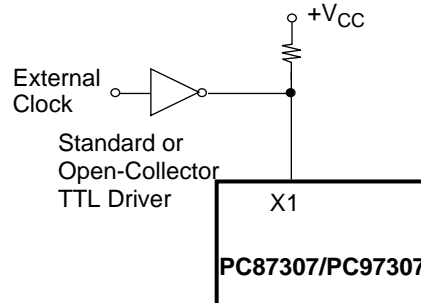 +VCC
External
Clock
Standard or
Open-Collector
TTL Driver
X1
PC87307/PC97307